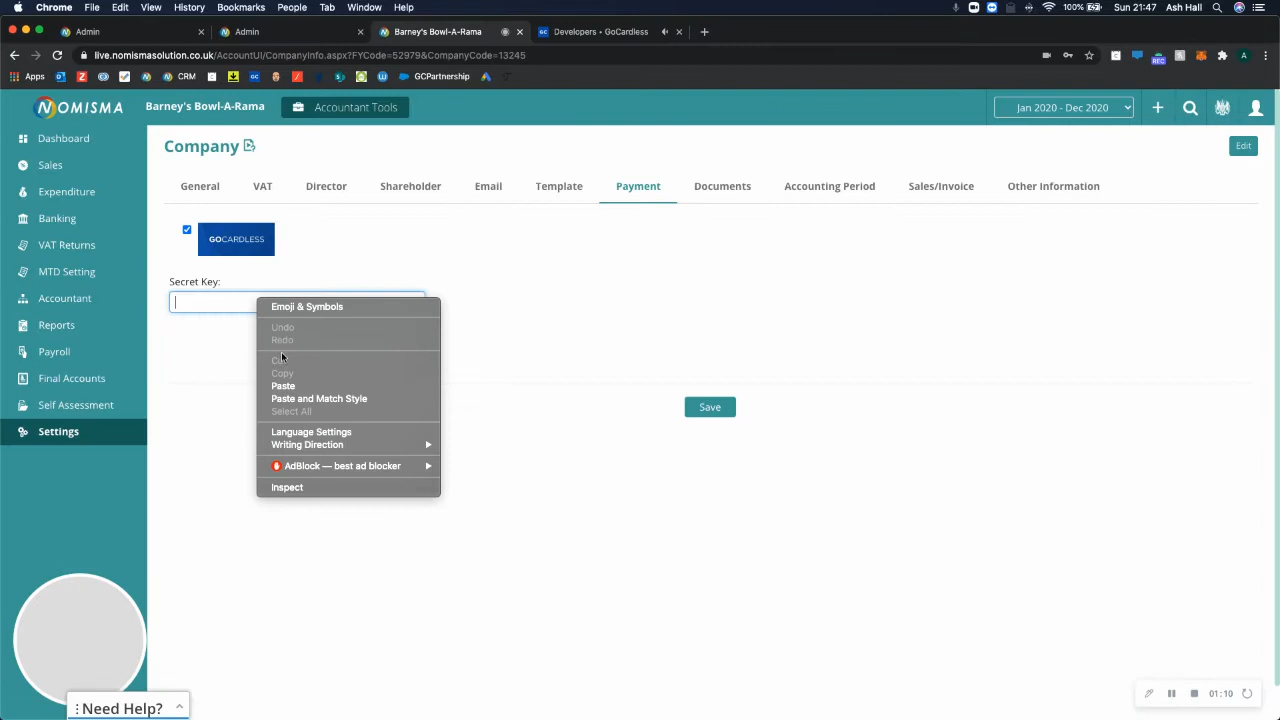 Chrome File Edit View History Bookmarks People Tab Window Help 100% Sun 21:47 Ash Hall
Admin Admin Barney's Bowl-A-Rama Developers - GoCardless
live.nomismasolution.co.uk/AccountUI/CompanyInfo.aspx?FYCode=52979&CompanyCode=13245 REC A
Apps CRM GCPartnership
NOMISMA Barney's Bowl-A-Rama Accountant Tools Jan 2020 - Dec 2020
Dashboard
Sales
Expenditure
Banking
VAT Returns
MTD Setting
Accountant
Reports
Payroll
Final Accounts
Self Assessment
Settings
Company Edit
General VAT Director Shareholder Email Template Payment Documents Accounting Period Sales/Invoice Other Information
GOCARDLESS
Secret Key:
Emoji & Symbols
Undo
Redo
Copy
Paste
Paste and Match Style
Select All
Language Settings
Writing Direction
AdBlock — best ad blocker
Inspect
Save
Need Help?
01:10